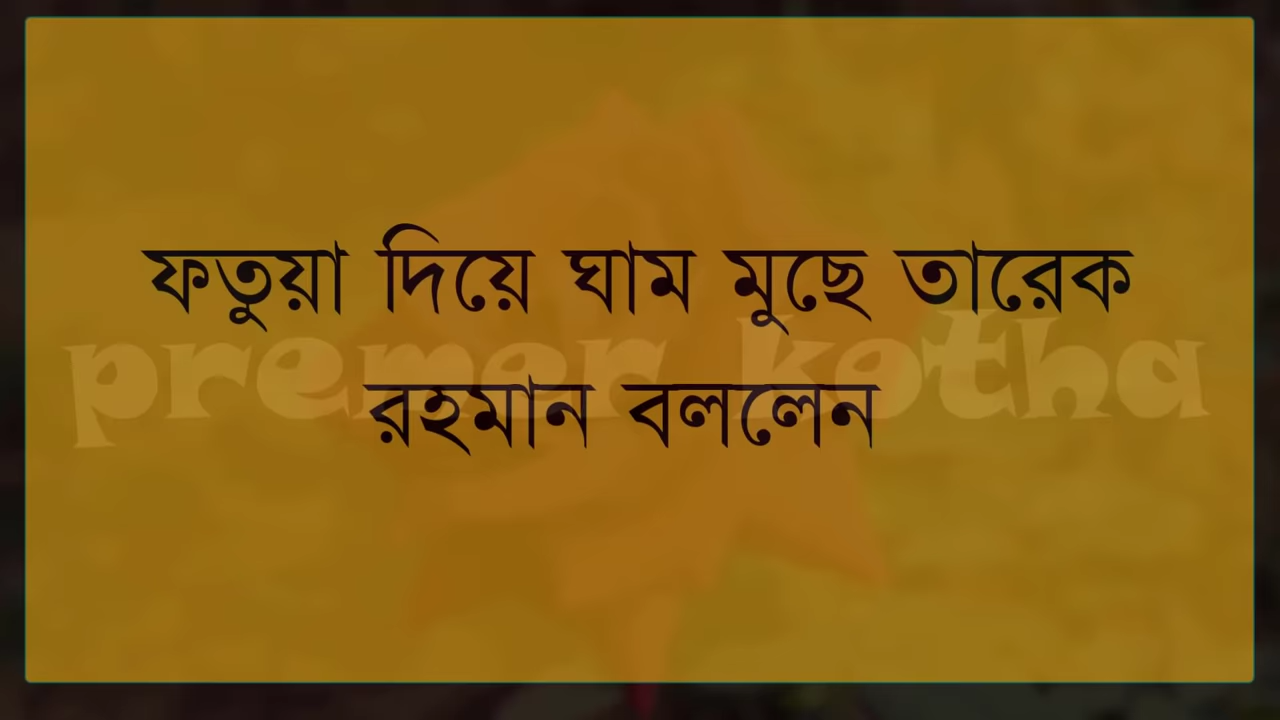 ফতুয়া দিয়ে ঘাম মুছে তারেক
premer kotha
রহমান বললেন